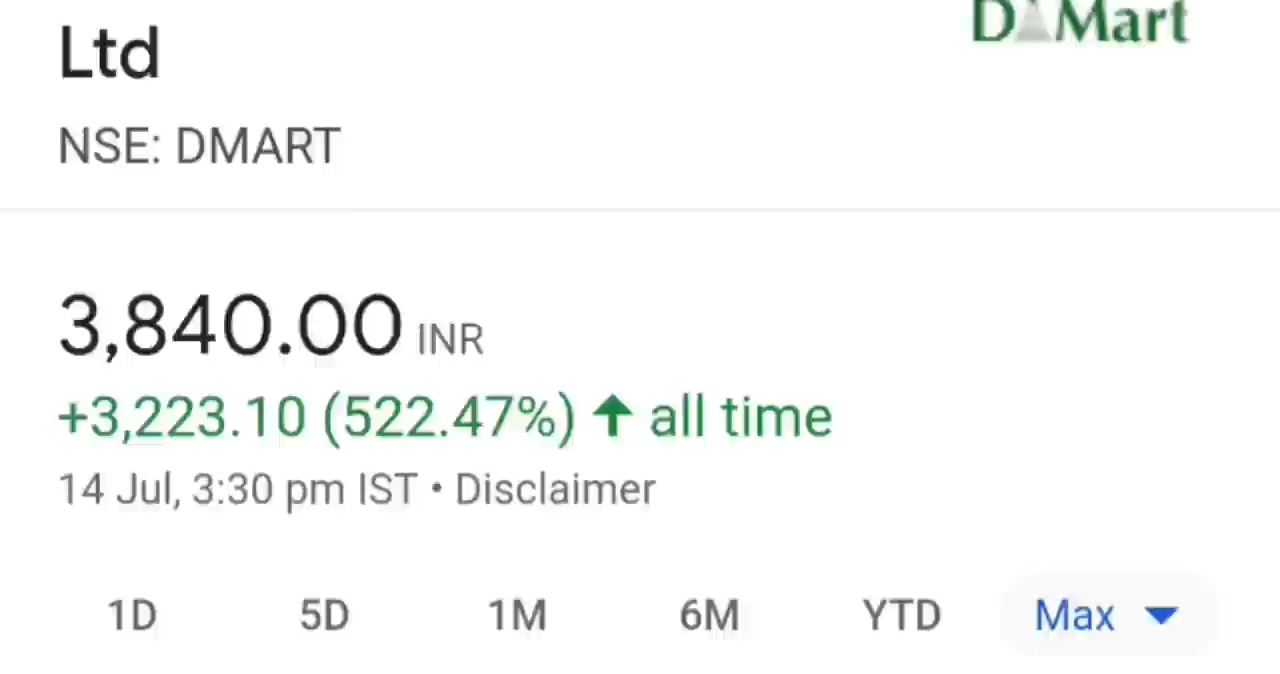 D Mart
Ltd
NSE: DMART
3,840.00 INR
+3,223.10 (522.47%) ↑ all time
14 Jul, 3:30 pm IST • Disclaimer
1D 5D 1M 6M YTD Max